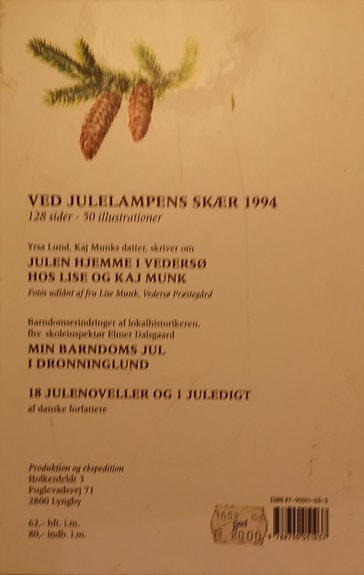 VED JULELAMPENS SKÆR 1994
128 sider - 50 illustrationer
Yrsa Lund, Kaj Munks datter, skriver om
JULEN HJEMME I VEDERSØ
HOS LISE OG KAJ MUNK
Fotos udlånt af fru Lise Munk, Vedersø Præstegård
Barndomserindringer af lokalhistorikeren,
fhv. skoleinspektør Elmer Dalsgaard
MIN BARNDOMS JUL
I DRONNINGLUND
18 JULENOVELLER OG 1 JULEDIGT
af danske forfattere
Produktion og ekspedition
Holkenfeldt 3
Fuglevadsvej 71
2800 Lyngby
62,- hft. i.m.
80,- indb. i.m.
ISBN
80.00